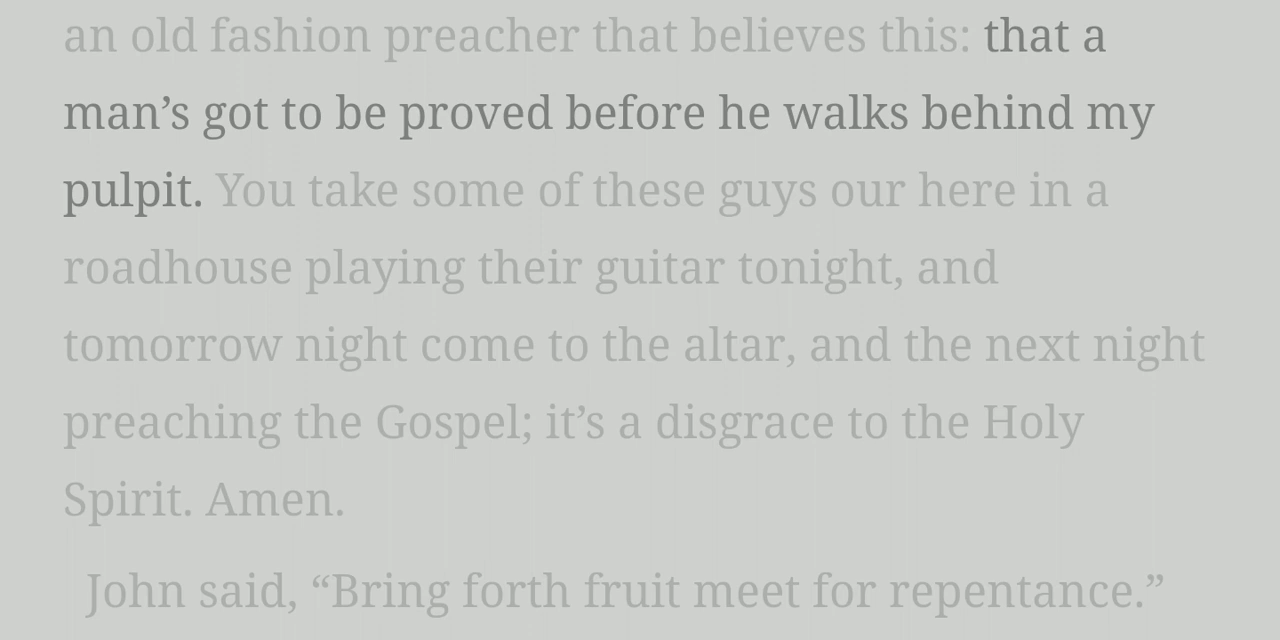 an old fashion preacher that believes this: that a
man’s got to be proved before he walks behind my
pulpit. You take some of these guys our here in a
roadhouse playing their guitar tonight, and
tomorrow night come to the altar, and the next night
preaching the Gospel; it’s a disgrace to the Holy
Spirit. Amen.
John said, “Bring forth fruit meet for repentance.”